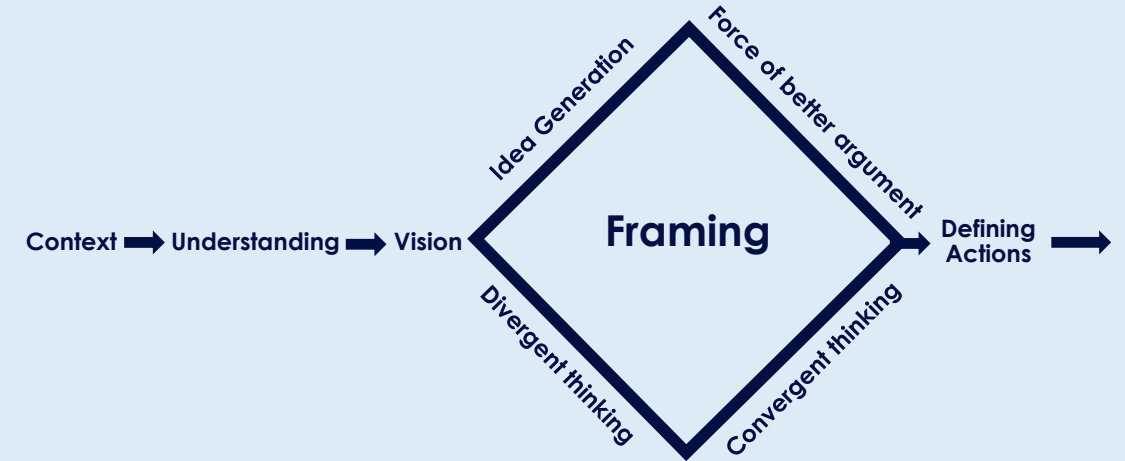 Idea Generation
Force of better argument
Context
Understanding
Vision
Framing
Defining
Actions
Divergent thinking
Convergent thinking